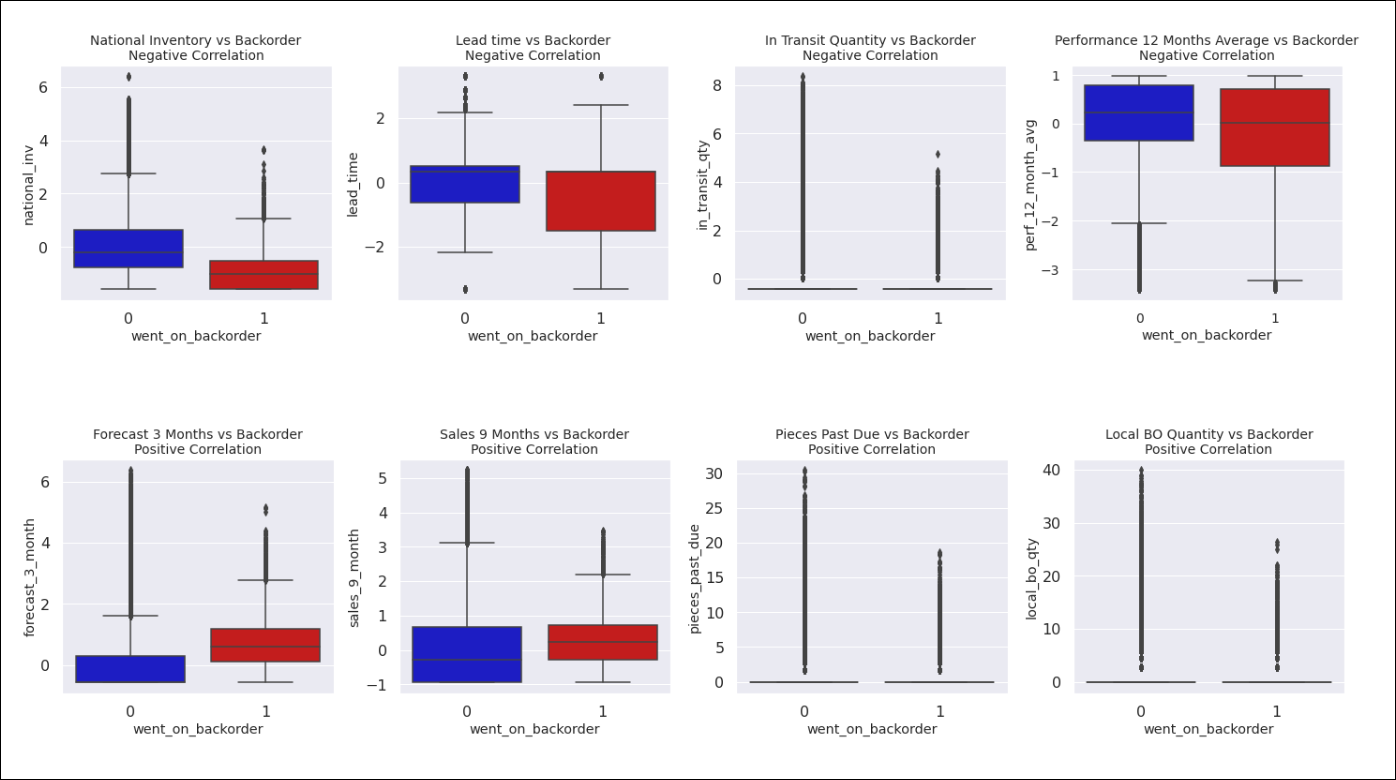 National Inventory vs Backorder
Negative Correlation
6
4
2
0
national_inv
0 1
went_on_backorder
Lead time vs Backorder
Negative Correlation
2
0
−2
lead_time
0 1
went_on_backorder
In Transit Quantity vs Backorder
Negative Correlation
8
6
4
2
0
in_transit_qty
0 1
went_on_backorder
Performance 12 Months Average vs Backorder
Negative Correlation
1
0
−1
−2
−3
perf_12_month_avg
0 1
went_on_backorder
Forecast 3 Months vs Backorder
Positive Correlation
6
4
2
0
forecast_3_month
0 1
went_on_backorder
Sales 9 Months vs Backorder
Positive Correlation
5
4
3
2
1
0
−1
sales_9_month
0 1
went_on_backorder
Pieces Past Due vs Backorder
Positive Correlation
30
25
20
15
10
5
0
pieces_past_due
0 1
went_on_backorder
Local BO Quantity vs Backorder
Positive Correlation
40
30
20
10
0
local_bo_qty
0 1
went_on_backorder